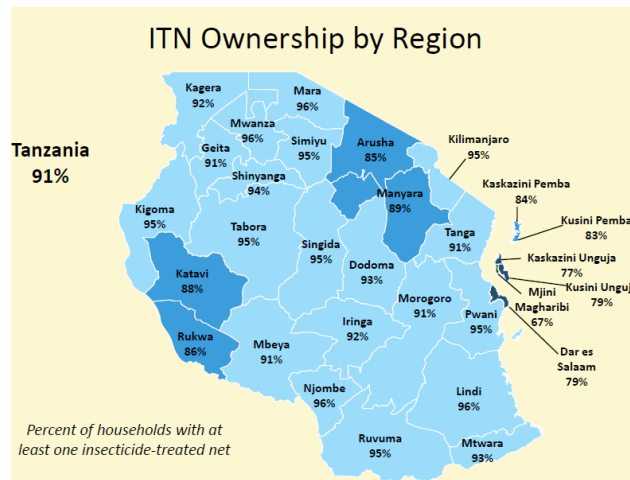 ITN Ownership by Region
Tanzania
91%
Kagera
92%
Mara
96%
Mwanza
96%
Geita
91%
Simiyu
95%
Shinyanga
94%
Arusha
85%
Kilimanjaro
95%
Manyara
89%
Kaskazini Pemba
84%
Kusini Pemba
83%
Kigoma
95%
Tabora
95%
Singida
95%
Dodoma
93%
Tanga
91%
Kaskazini Unguja
77%
Kusini Unguj
79%
Mjini
Magharibi
67%
Katavi
88%
Morogoro
91%
Pwani
95%
Dar es
Salaam
79%
Rukwa
86%
Mbeya
91%
Iringa
92%
Njombe
96%
Lindi
96%
Ruvuma
95%
Mtwara
93%
Percent of households with at
least one insecticide-treated net